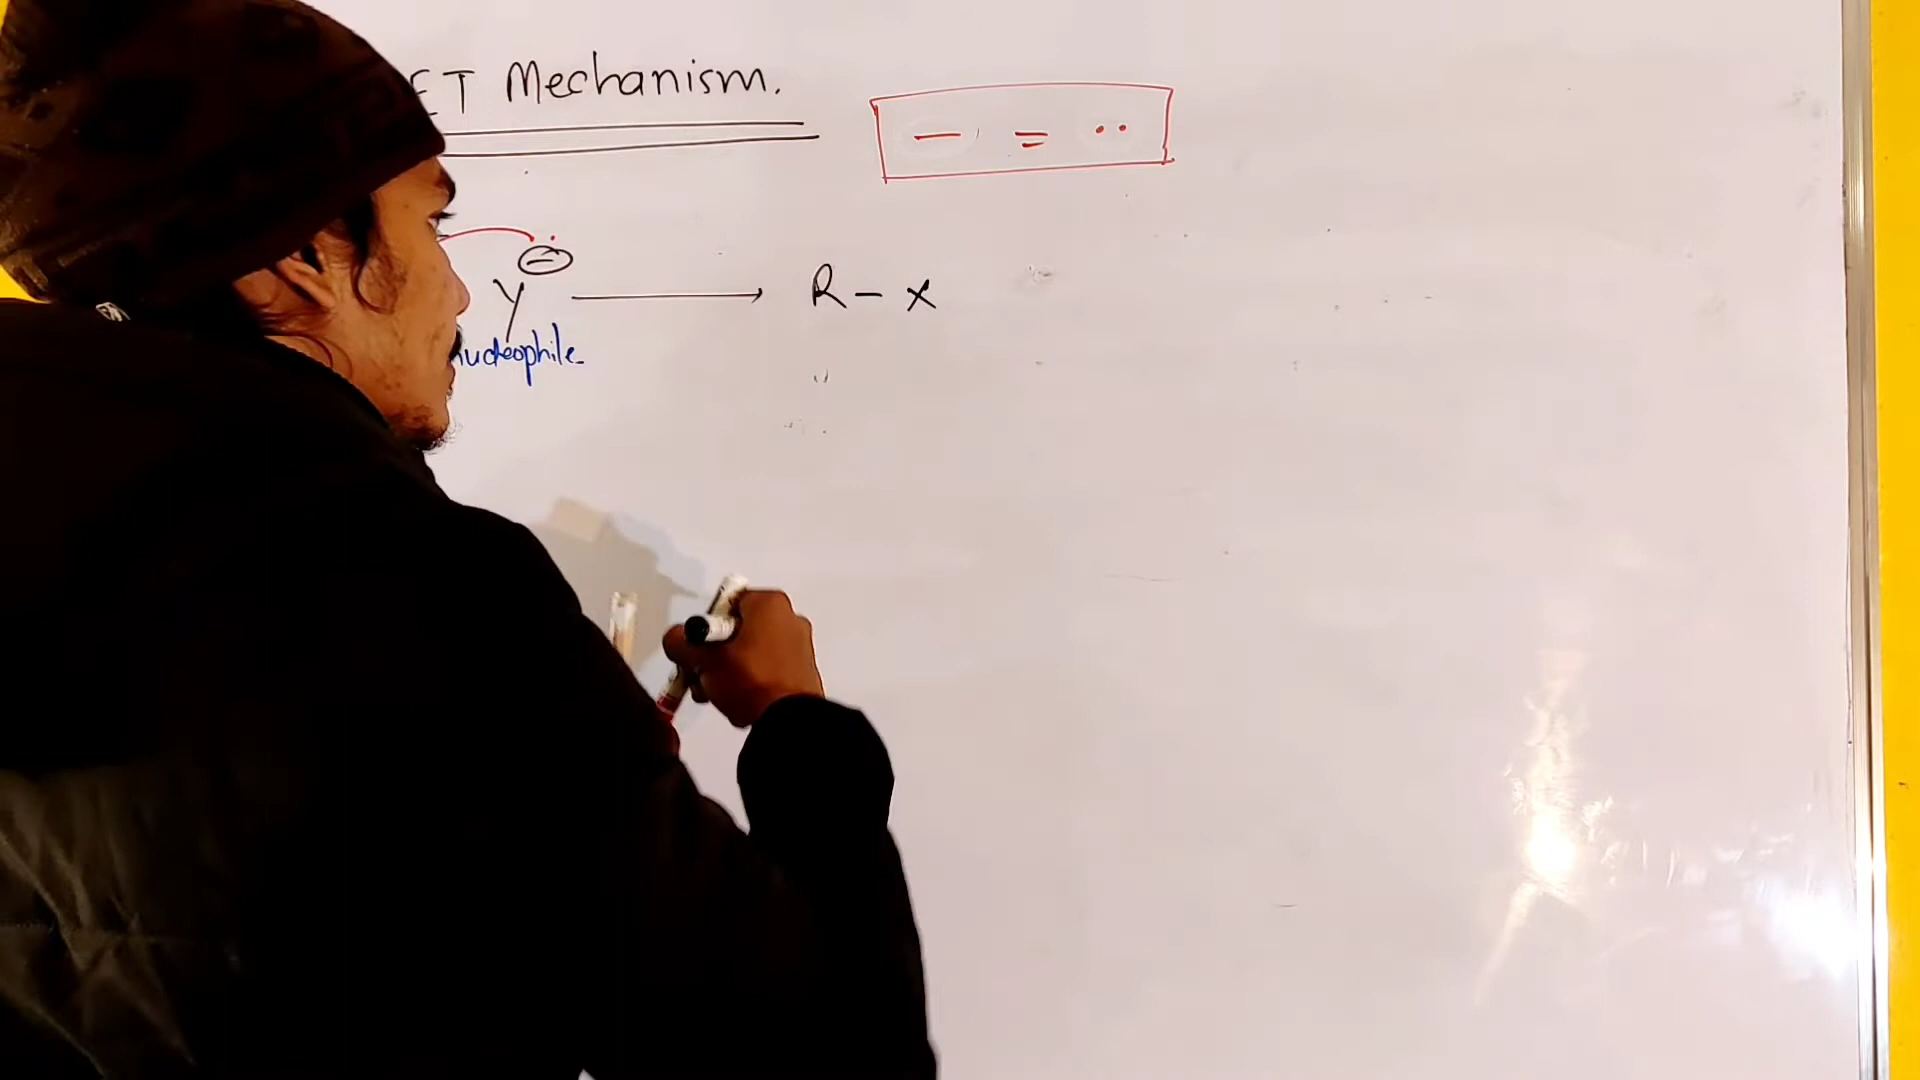 ET Mechanism.
– = ··
Y⊖ ⟶ R – X
nucleophile